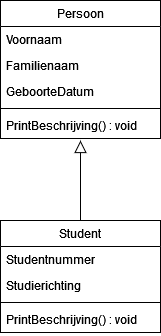 Persoon
Voornaam
Familienaam
GeboorteDatum
PrintBeschrijving() : void
Student
Studentnummer
Studierichting
PrintBeschrijving() : void